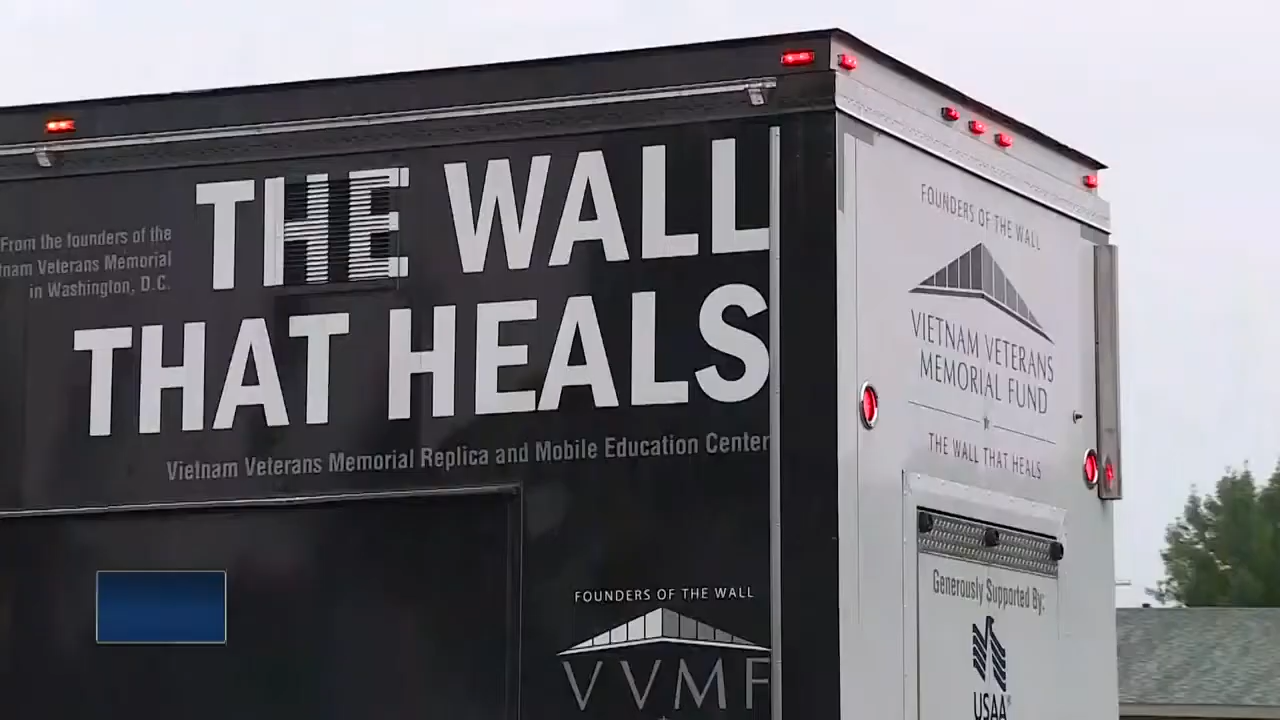 From the founders of the
Veterans Memorial
in Washington, D.C.
THE WALL
THAT HEALS
Vietnam Veterans Memorial Replica and Mobile Education Center
FOUNDERS OF THE WALL
VVMF
FOUNDERS OF THE WALL
VIETNAM VETERANS
MEMORIAL FUND
THE WALL THAT HEALS
Generously Supported By:
USAA®